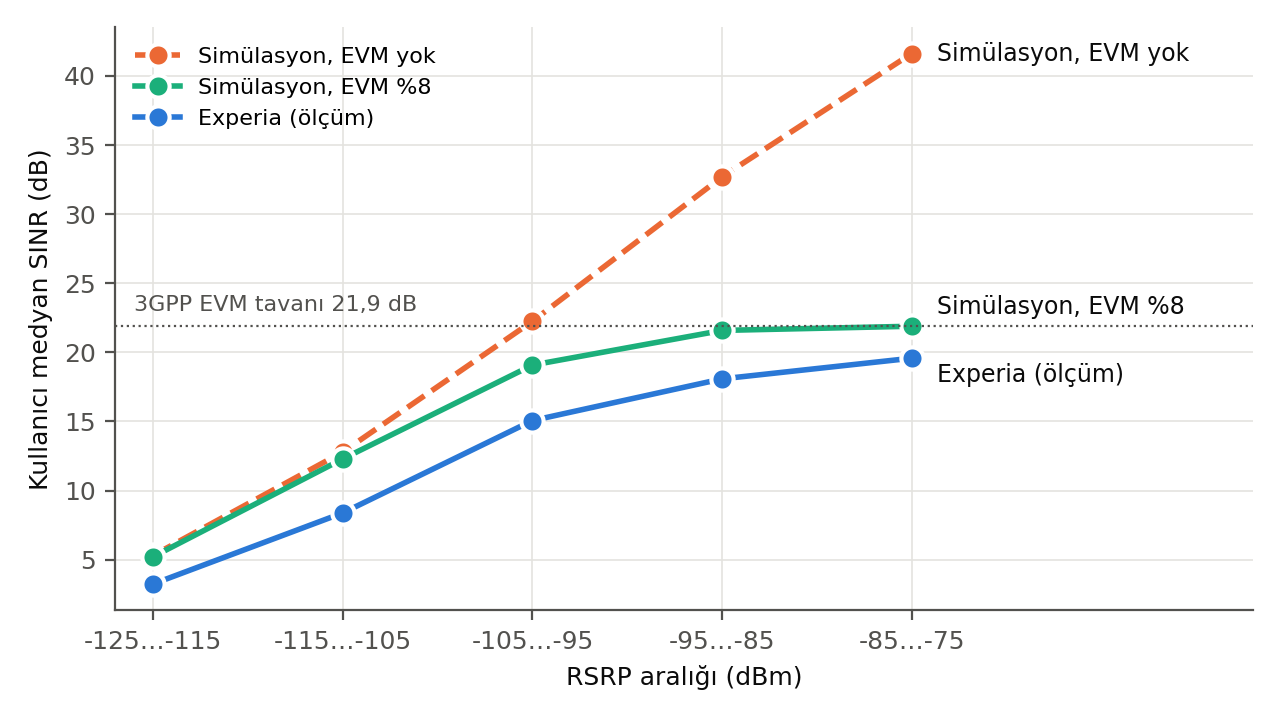 Simülasyon, EVM yok
Simülasyon, EVM %8
Experia (ölçüm)
Simülasyon, EVM yok
3GPP EVM tavanı 21,9 dB
Simülasyon, EVM %8
Experia (ölçüm)
Kullanıcı medyan SINR (dB)
40
35
30
25
20
15
10
5
-125…-115
-115…-105
-105…-95
-95…-85
-85…-75
RSRP aralığı (dBm)